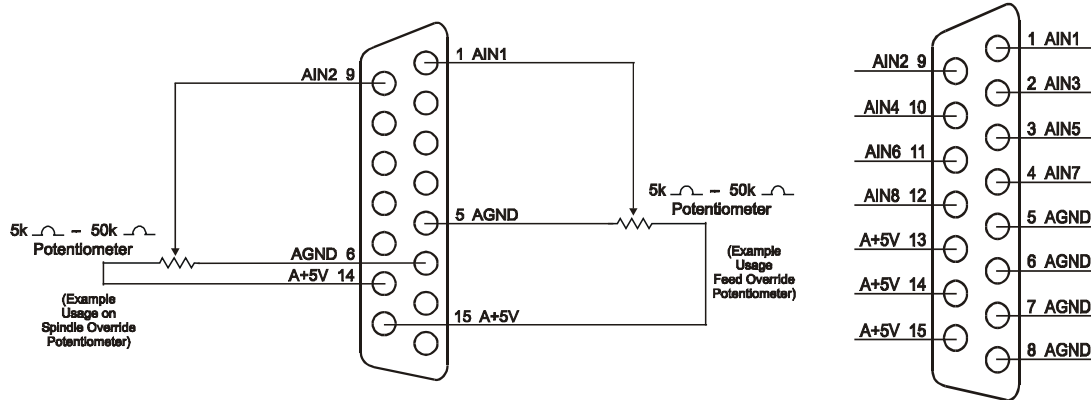 1 AIN1
AIN2 9
5k – 50k
Potentiometer
5 AGND
5k – 50k
Potentiometer
AGND 6
A+5V 14
(Example
Usage
Feed Override
Potentiometer)
(Example
Usage on
Spindle Override
Potentiometer)
15 A+5V
1 AIN1
AIN2 9
2 AIN3
AIN4 10
3 AIN5
AIN6 11
4 AIN7
AIN8 12
5 AGND
A+5V 13
6 AGND
A+5V 14
7 AGND
A+5V 15
8 AGND